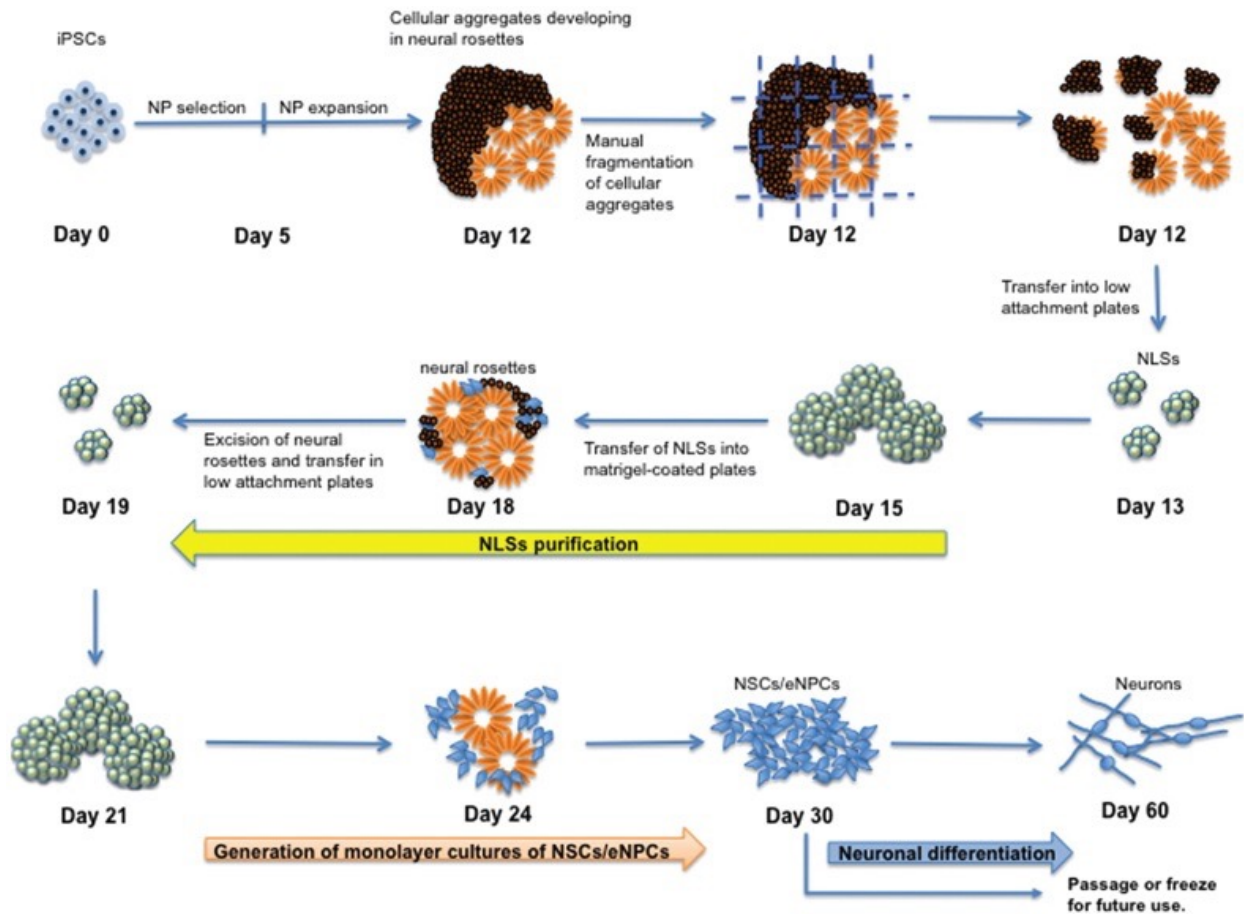 iPSCs
NP selection
NP expansion
Cellular aggregates developing
in neural rosettes
Manual
fragmentation
of cellular
aggregates
Day 0
Day 5
Day 12
Day 12
Day 12
Transfer into low
attachment plates
NLSs
Day 13
Day 15
Transfer of NLSs into
matrigel-coated plates
neural rosettes
Day 18
Excision of neural
rosettes and transfer in
low attachment plates
Day 19
NLSs purification
Day 21
Day 24
NSCs/eNPCs
Day 30
Neurons
Day 60
Generation of monolayer cultures of NSCs/eNPCs
Neuronal differentiation
Passage or freeze
for future use.